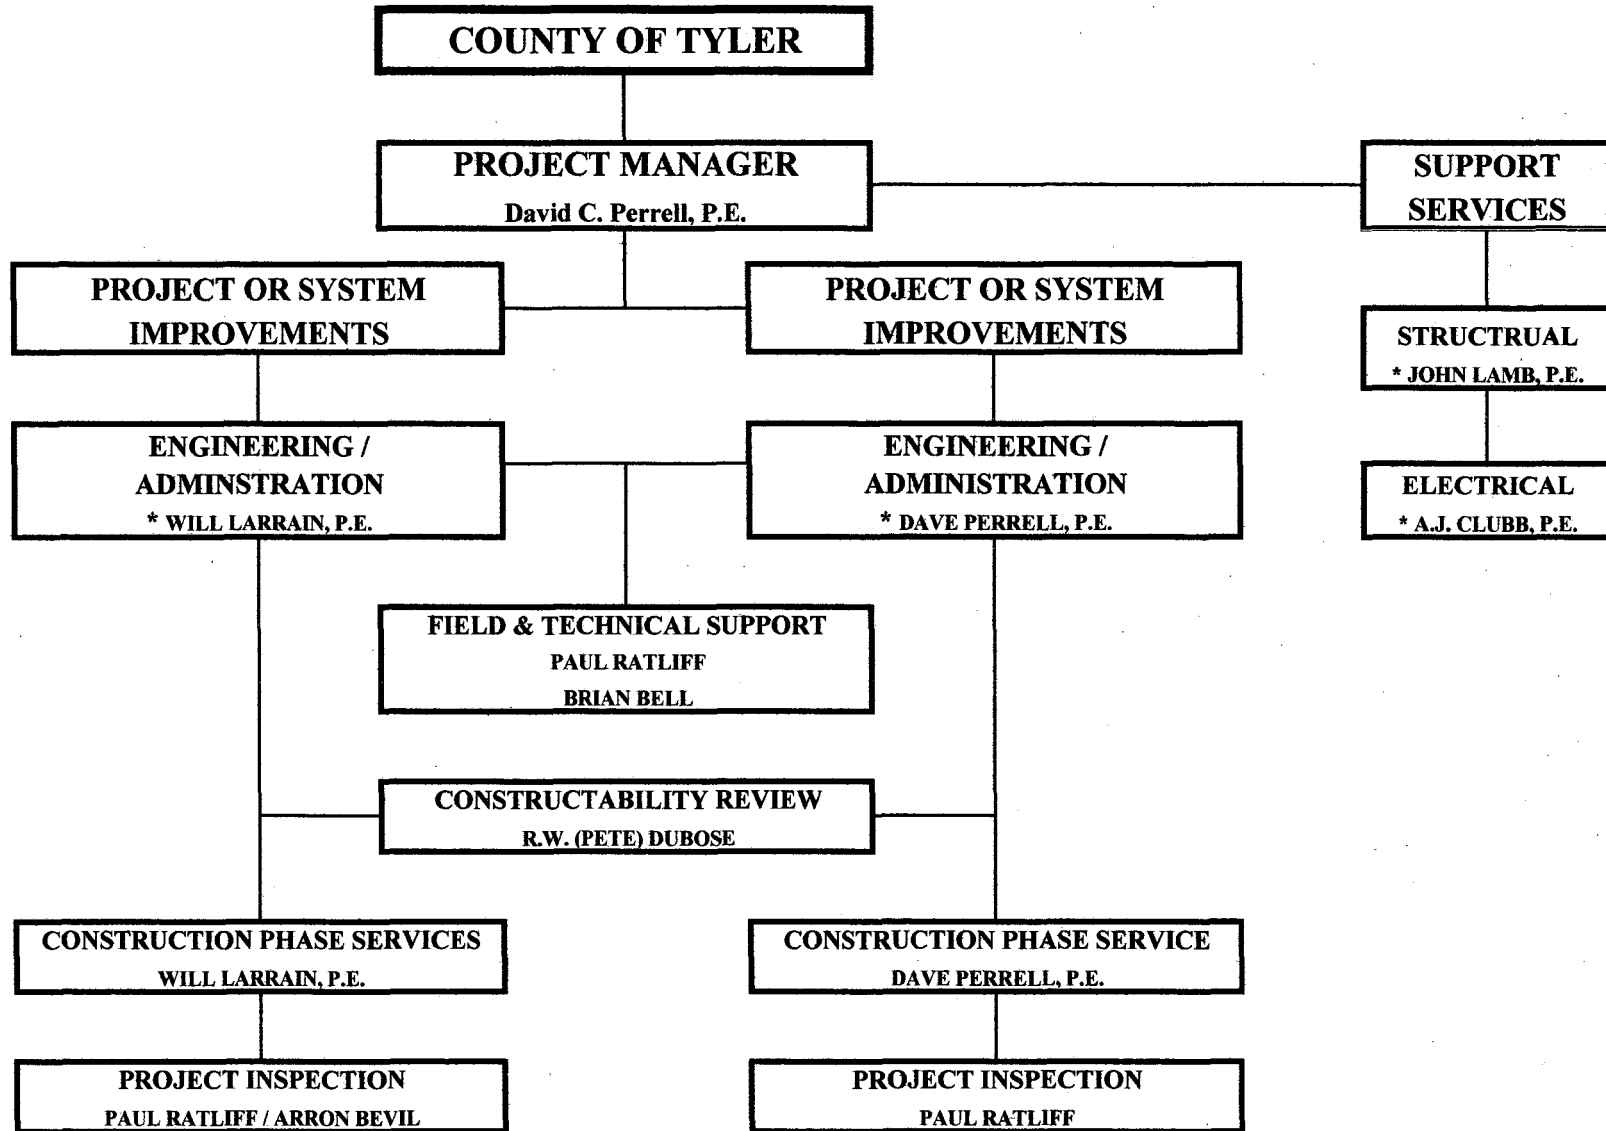 COUNTY OF TYLER
PROJECT MANAGER
David C. Perrell, P.E.
SUPPORT
SERVICES
PROJECT OR SYSTEM
IMPROVEMENTS
PROJECT OR SYSTEM
IMPROVEMENTS
STRUCTRUAL
* JOHN LAMB, P.E.
ENGINEERING /
ADMINSTRATION
* WILL LARRAIN, P.E.
ENGINEERING /
ADMINISTRATION
* DAVE PERRELL, P.E.
ELECTRICAL
* A.J. CLUBB, P.E.
FIELD & TECHNICAL SUPPORT
PAUL RATLIFF
BRIAN BELL
CONSTRUCTABILITY REVIEW
R.W. (PETE) DUBOSE
CONSTRUCTION PHASE SERVICES
WILL LARRAIN, P.E.
CONSTRUCTION PHASE SERVICE
DAVE PERRELL, P.E.
PROJECT INSPECTION
PAUL RATLIFF / ARRON BEVIL
PROJECT INSPECTION
PAUL RATLIFF